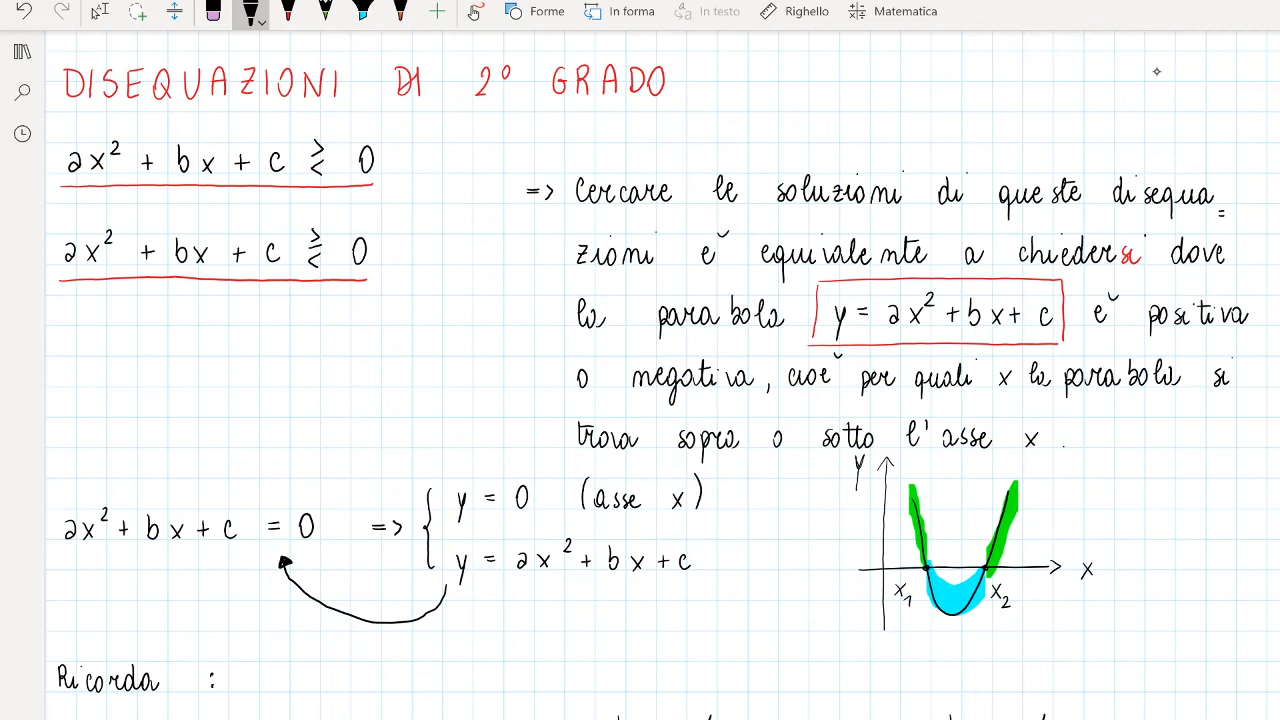 Forme In forma In testo Righello Matematica
DISEQUAZIONI DI 2° GRADO
ax² + bx + c ≷ 0
ax² + bx + c ⪌ 0
=> Cercare le soluzioni di queste disequa=
zioni è equivalente a chiedersi dove
la parabola y = ax² + bx + c è positiva
o negativa, cioè per quali x la parabola si
trova sopra o sotto l'asse x.
ax² + bx + c = 0 => { y = 0 (asse x)
y = ax² + bx + c
y
x
x₁ x₂
Ricorda :